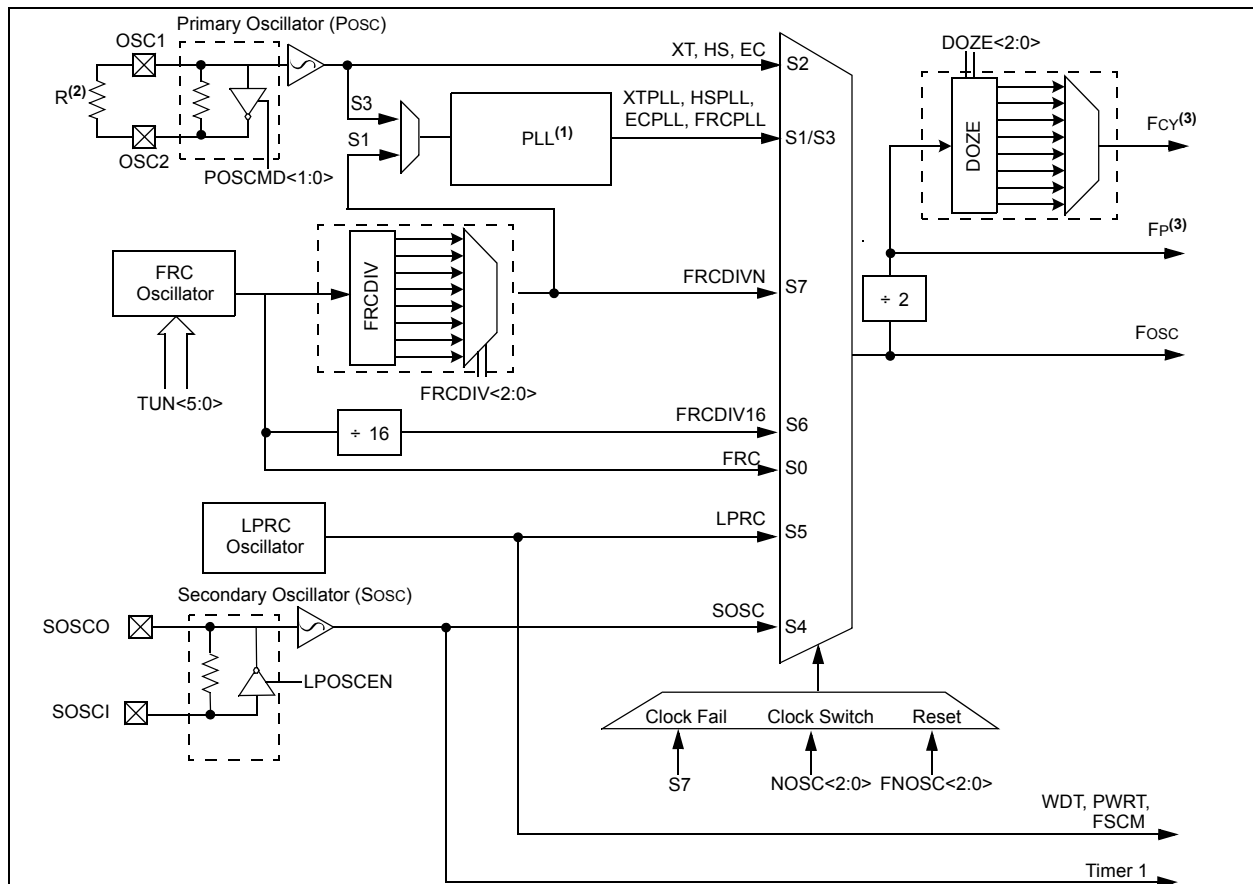 Primary Oscillator (POSC)
OSC1
R(2)
OSC2
POSCMD<1:0>
S3
S1
PLL(1)
XT, HS, EC
XTPLL, HSPLL,
ECPLL, FRCPLL
S2
S1/S3
DOZE<2:0>
DOZE
FCY(3)
FP(3)
÷ 2
FOSC
FRC
Oscillator
TUN<5:0>
FRCDIV
FRCDIV<2:0>
FRCDIVN
S7
÷ 16
FRCDIV16
S6
FRC
S0
LPRC
Oscillator
LPRC
S5
Secondary Oscillator (SOSC)
SOSCO
SOSCI
LPOSCEN
SOSC
S4
Clock Fail
Clock Switch
Reset
S7
NOSC<2:0>
FNOSC<2:0>
WDT, PWRT,
FSCM
Timer 1